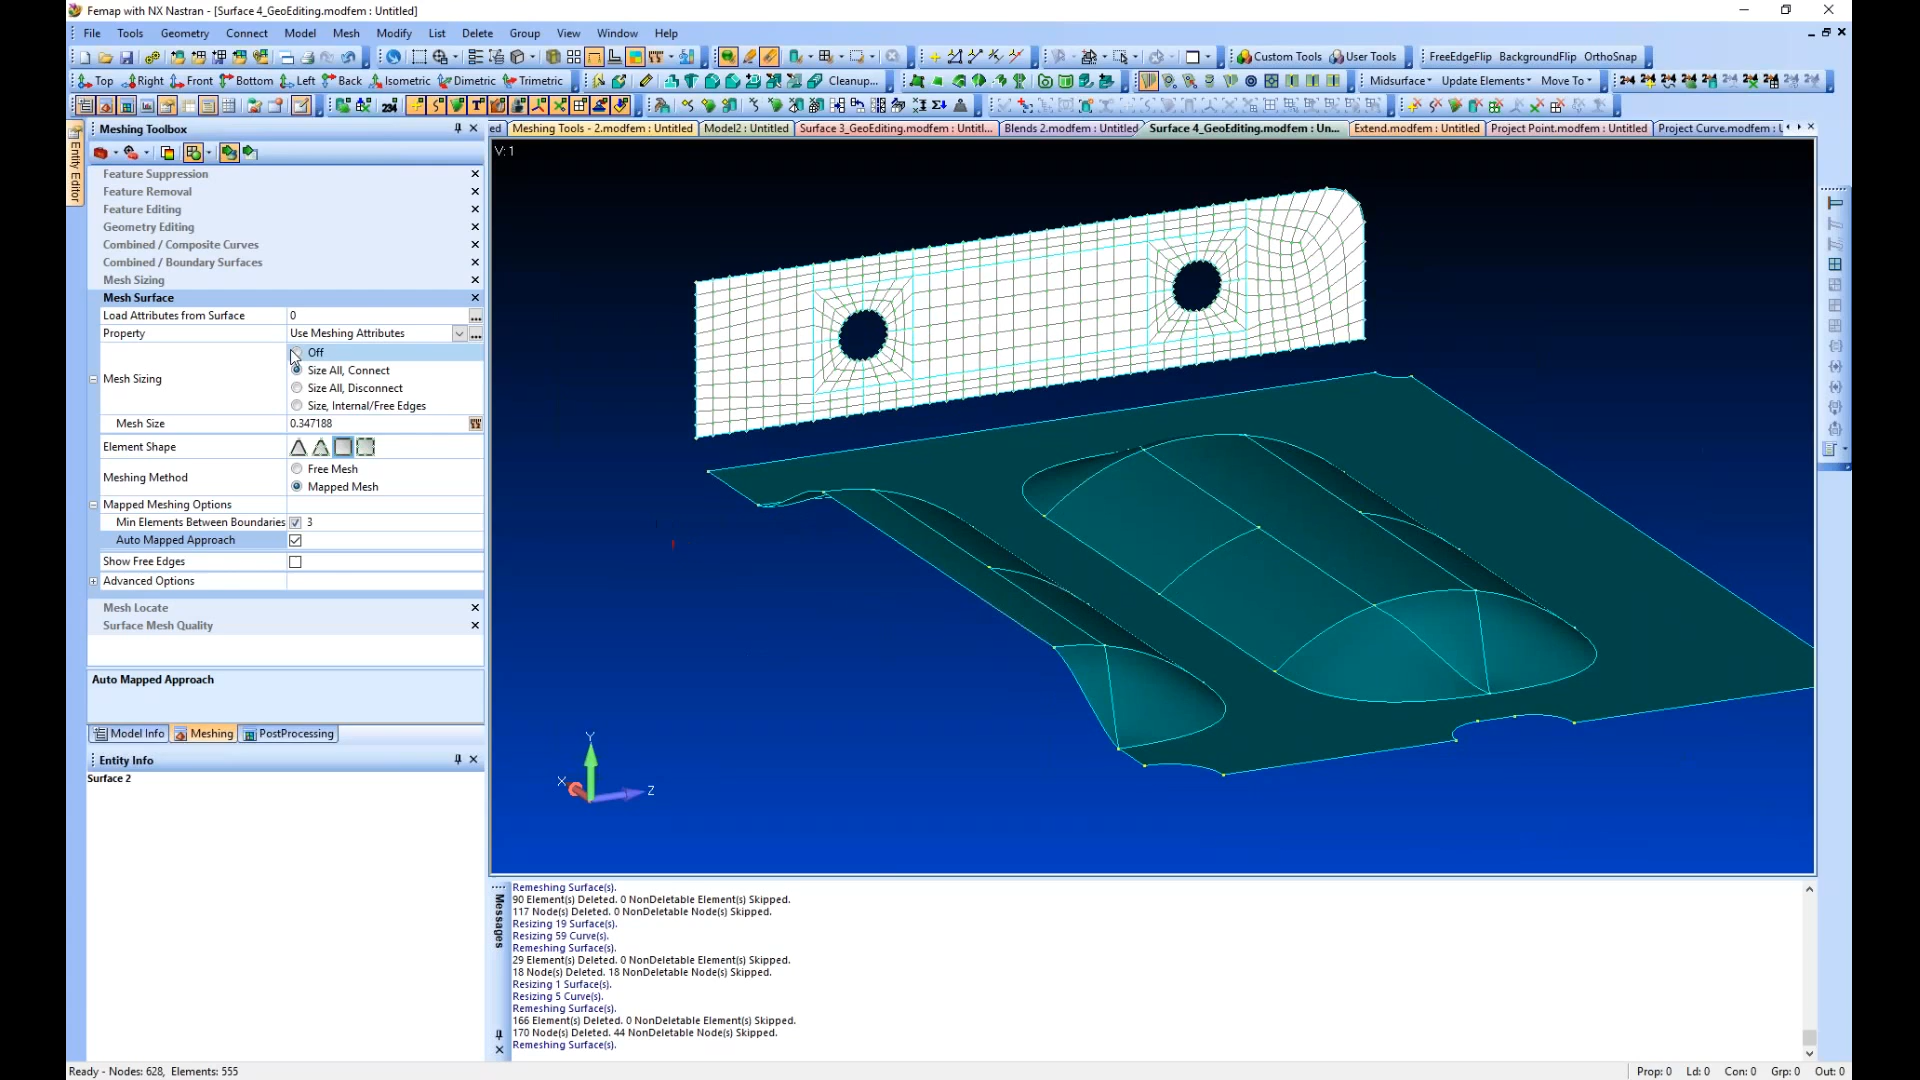 Femap with NX Nastran - [Surface 4_GeoEditing.modfem : Untitled]
File Tools Geometry Connect Model Mesh Modify List Delete Group View Window Help
Custom Tools User Tools FreeEdgeFlip BackgroundFlip OrthoSnap
Top Right Front Bottom Left Back Isometric Dimetric Trimetric Cleanup... Midsurface Update Elements Move To
234
Meshing Toolbox
ed Meshing Tools - 2.modfem : Untitled Model2 : Untitled Surface 3_GeoEditing.modfem : Untitl... Blends 2.modfem : Untitled Surface 4_GeoEditing.modfem : Un... Extend.modfem : Untitled Project Point.modfem : Untitled Project Curve.modfem : U
Entity Editor
V: 1
Feature Suppression
Feature Removal
Feature Editing
Geometry Editing
Combined / Composite Curves
Combined / Boundary Surfaces
Mesh Sizing
Mesh Surface
Load Attributes from Surface 0
Property Use Meshing Attributes
Off
Size All, Connect
Mesh Sizing
Size All, Disconnect
Size, Internal/Free Edges
Mesh Size 0.347188
Element Shape
Free Mesh
Meshing Method
Mapped Mesh
Mapped Meshing Options
Min Elements Between Boundaries 3
Auto Mapped Approach
Show Free Edges
Advanced Options
Mesh Locate
Surface Mesh Quality
Auto Mapped Approach
Model Info Meshing PostProcessing
Entity Info
Surface 2
Y
X
Z
Messages
Remeshing Surface(s).
90 Element(s) Deleted. 0 NonDeletable Element(s) Skipped.
117 Node(s) Deleted. 0 NonDeletable Node(s) Skipped.
Resizing 19 Surface(s).
Resizing 59 Curve(s).
Remeshing Surface(s).
29 Element(s) Deleted. 0 NonDeletable Element(s) Skipped.
18 Node(s) Deleted. 18 NonDeletable Node(s) Skipped.
Resizing 1 Surface(s).
Resizing 5 Curve(s).
Remeshing Surface(s).
166 Element(s) Deleted. 0 NonDeletable Element(s) Skipped.
170 Node(s) Deleted. 44 NonDeletable Node(s) Skipped.
Remeshing Surface(s).
Ready - Nodes: 628, Elements: 555
Prop: 0 Ld: 0 Con: 0 Grp: 0 Out: 0